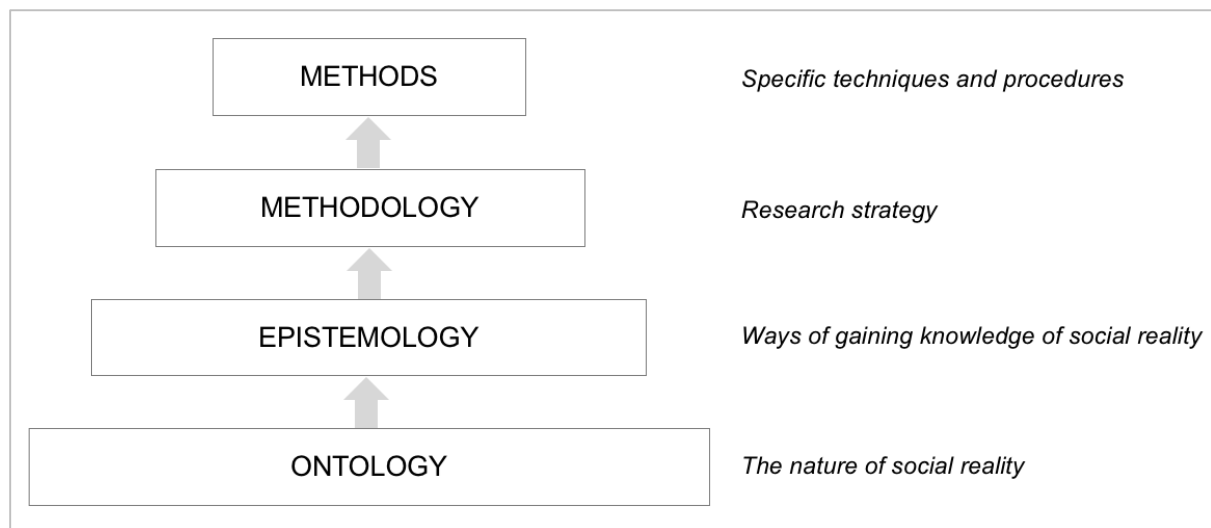 METHODS
Specific techniques and procedures
METHODOLOGY
Research strategy
EPISTEMOLOGY
Ways of gaining knowledge of social reality
ONTOLOGY
The nature of social reality